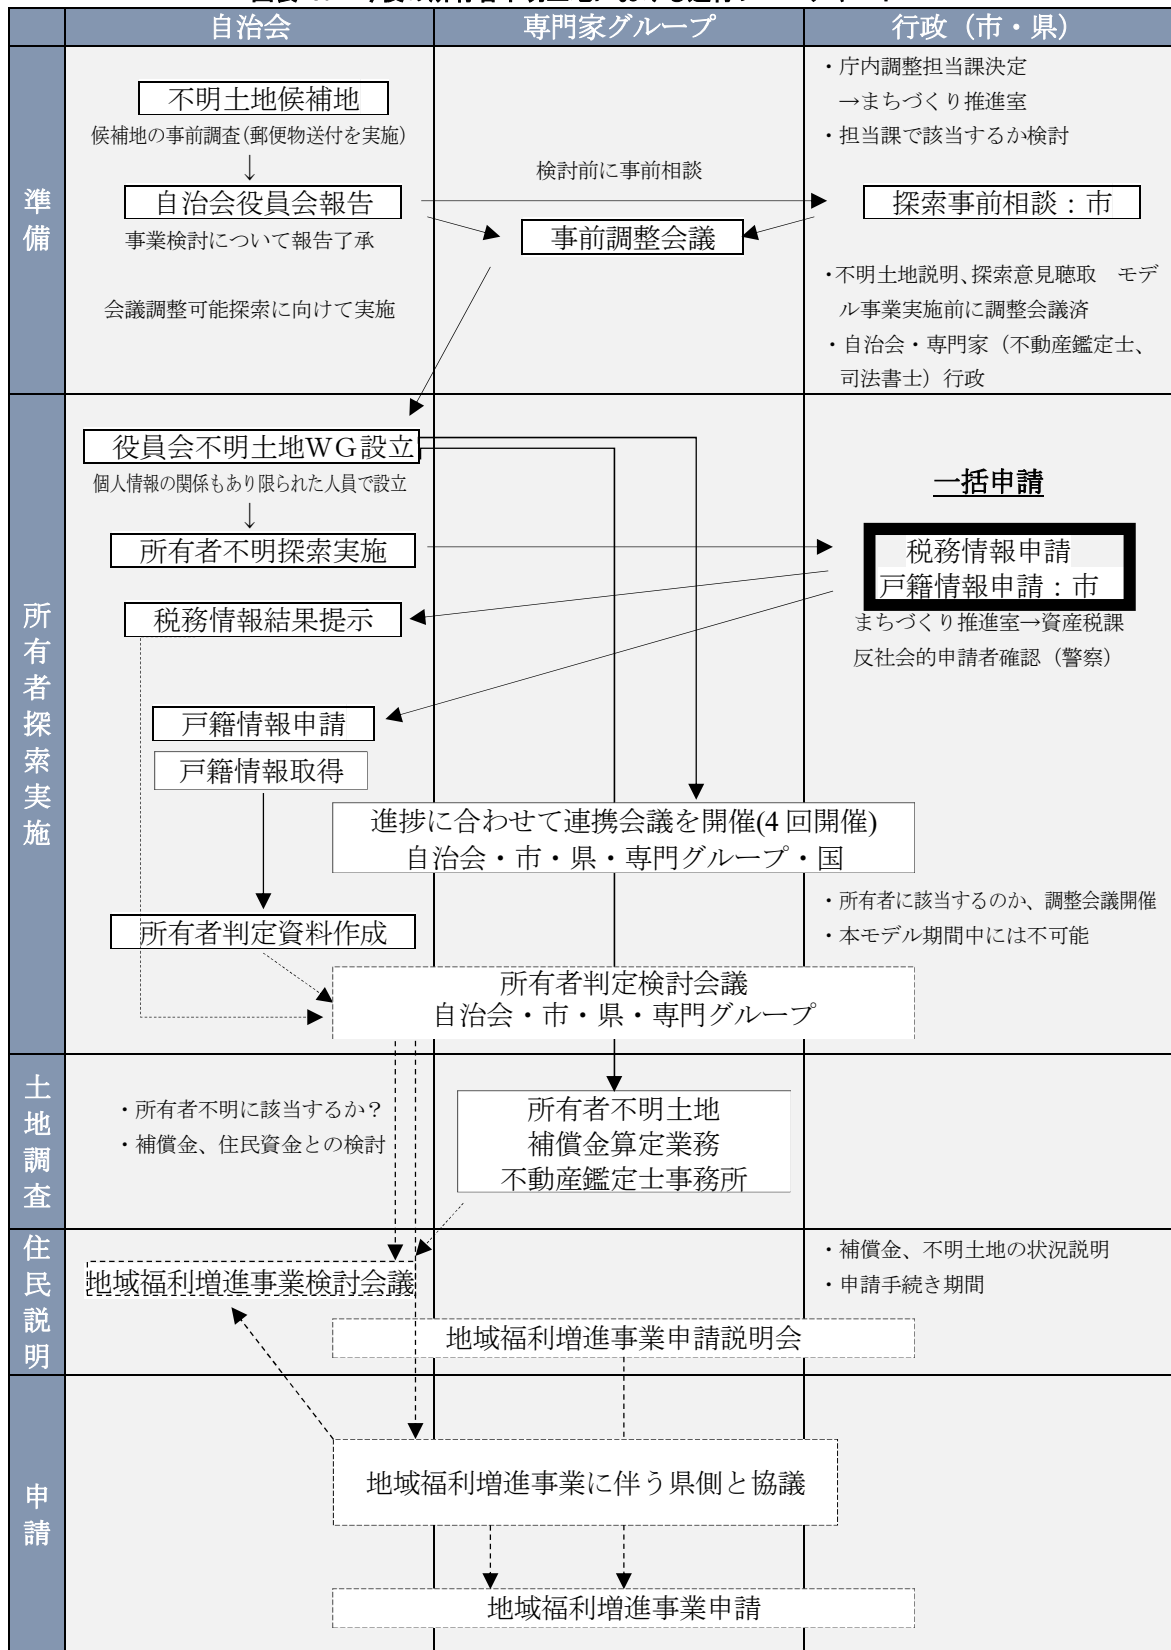 自治会
専門家グループ
行政（市・県）
準備
不明土地候補地
候補地の事前調査(郵便物送付を実施)
↓
自治会役員会報告
事業検討について報告了承
会議調整可能探索に向けて実施
検討前に事前相談
事前調整会議
・庁内調整担当課決定
→まちづくり推進室
・担当課で該当するか検討
探索事前相談：市
・不明土地説明、探索意見聴取　モデ
ル事業実施前に調整会議済
・自治会・専門家（不動産鑑定士、
司法書士）行政
所有者探索実施
役員会不明土地WG設立
個人情報の関係もあり限られた人員で設立
↓
所有者不明探索実施
一括申請
税務情報申請
戸籍情報申請：市
まちづくり推進室→資産税課
反社会的申請者確認（警察）
税務情報結果提示
戸籍情報申請
戸籍情報取得
進捗に合わせて連携会議を開催(4回開催)
自治会・市・県・専門グループ・国
・所有者に該当するのか、調整会議開催
・本モデル期間中には不可能
所有者判定資料作成
所有者判定検討会議
自治会・市・県・専門グループ
土地調査
・所有者不明に該当するか？
・補償金、住民資金との検討
所有者不明土地
補償金算定業務
不動産鑑定士事務所
住民説明
地域福利増進事業検討会議
・補償金、不明土地の状況説明
・申請手続き期間
地域福利増進事業申請説明会
申請
地域福利増進事業に伴う県側と協議
地域福利増進事業申請